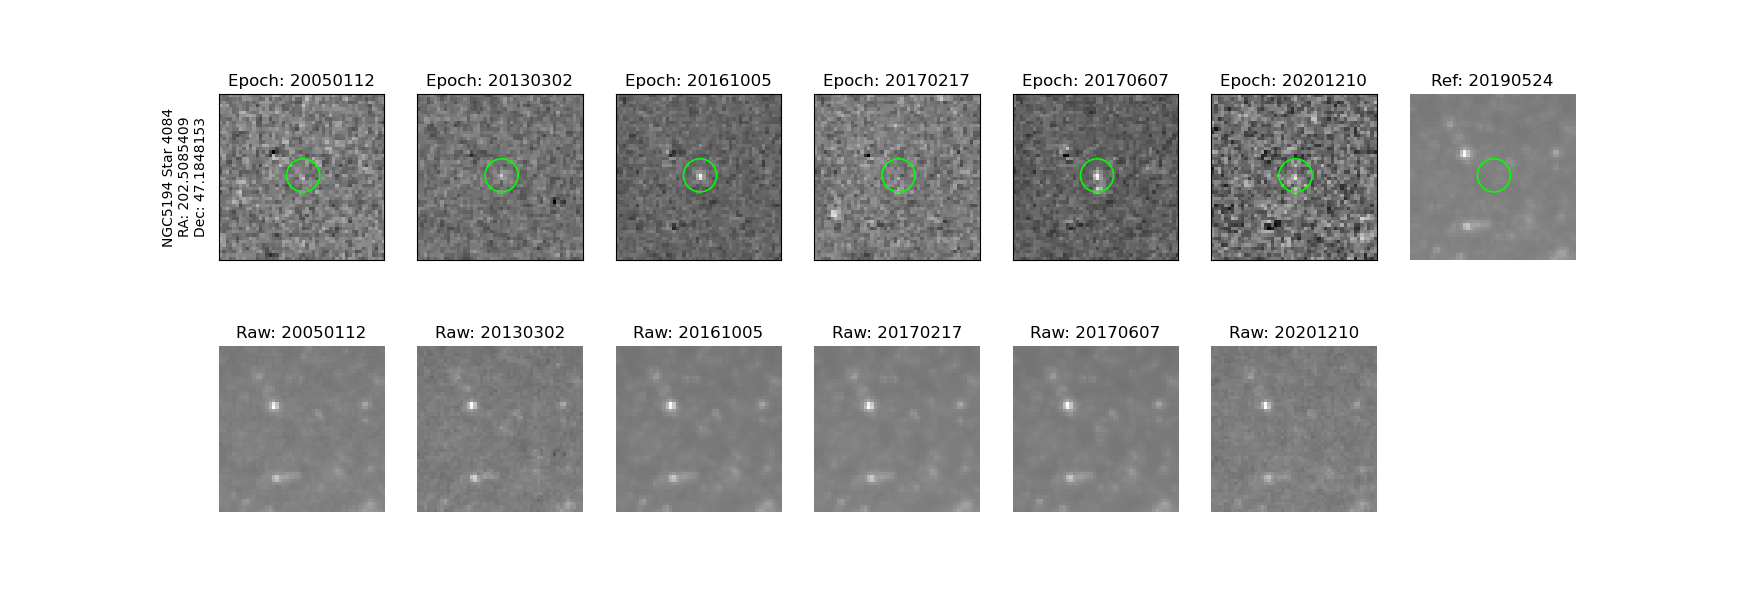 Epoch: 20050112
Epoch: 20130302
Epoch: 20161005
Epoch: 20170217
Epoch: 20170607
Epoch: 20201210
Ref: 20190524
NGC5194 Star 4084
RA: 202.5085409
Dec: 47.1848153
Raw: 20050112
Raw: 20130302
Raw: 20161005
Raw: 20170217
Raw: 20170607
Raw: 20201210